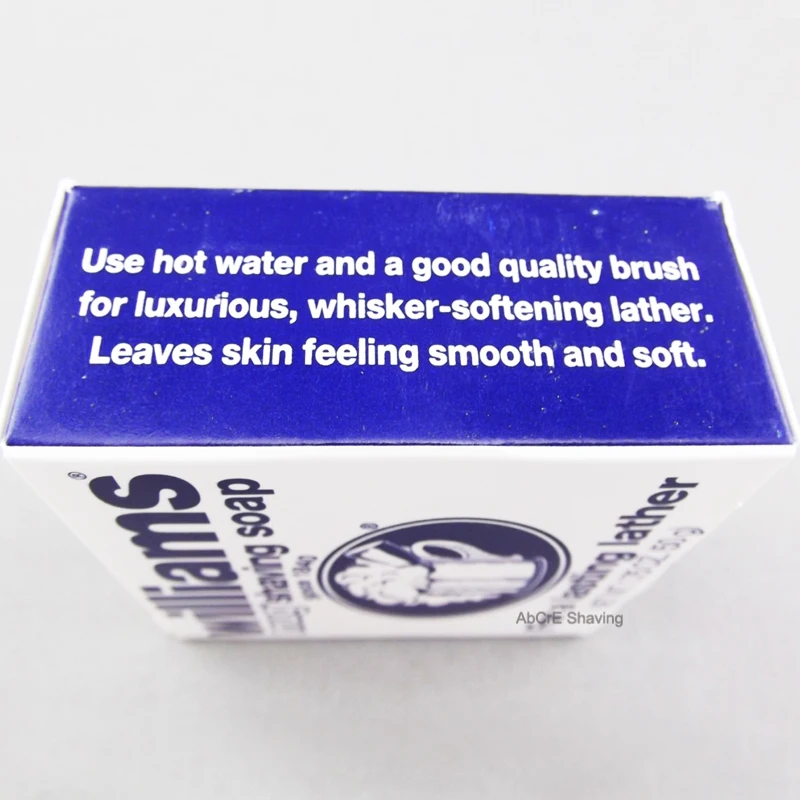 Use hot water and a good quality brush
for luxurious, whisker-softening lather.
Leaves skin feeling smooth and soft.
Williams®
mug shaving soap
lasting lather
AbCrE Shaving